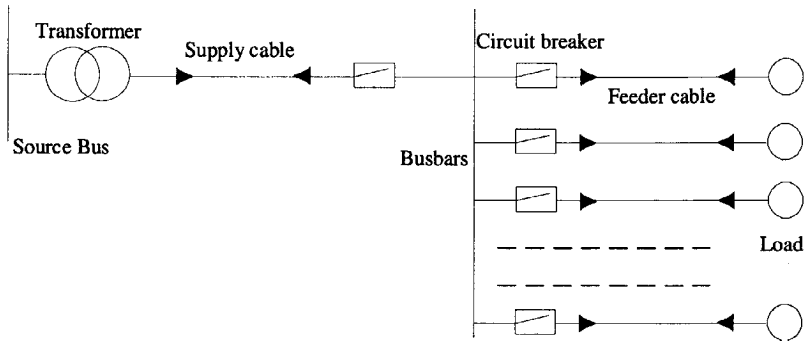 Transformer
Supply cable
Circuit breaker
Feeder cable
Source Bus
Busbars
Load